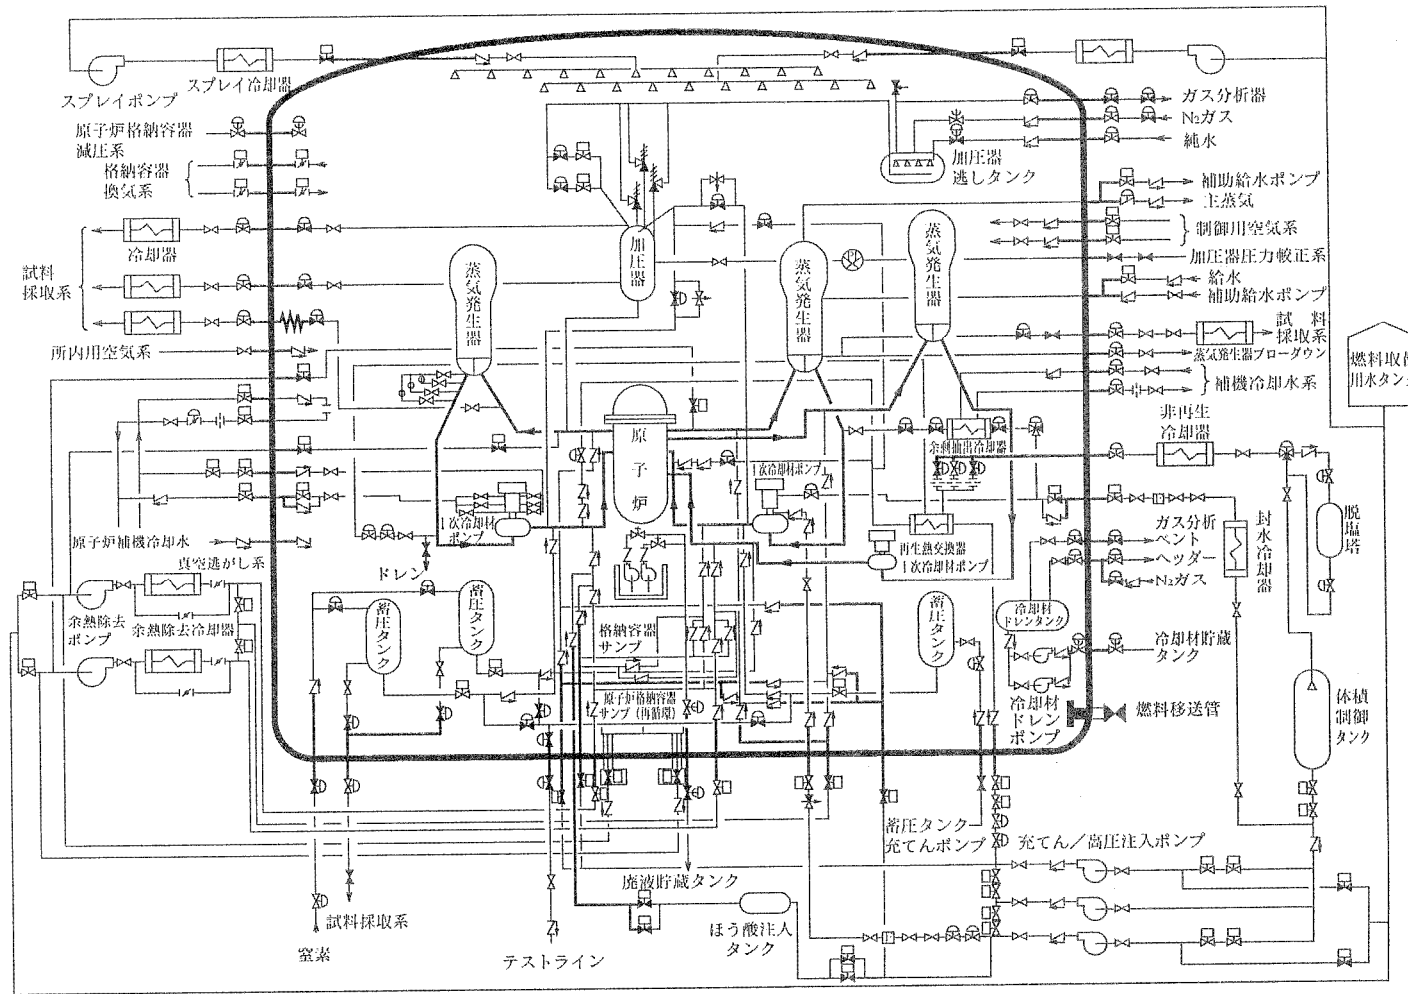 スプレイポンプ
スプレイ冷却器
原子炉格納容器
減圧系
格納容器
換気系
冷却器
試料
採取系
所内用空気系
原子炉補機冷却水
真空逃がし系
余熱除去
ポンプ
余熱除去冷却器
ガス分析器
N₂ガス
純水
加圧器
逃しタンク
補助給水ポンプ
主蒸気
制御用空気系
加圧器圧力較正系
給水
補助給水ポンプ
試料
採取系
蒸気発生器ブローダウン
補機冷却水系
燃料取
用水タン
加圧器
蒸気発生器
蒸気発生器
蒸気発生器
原子炉
非再生
冷却器
余剰抽出冷却器
1次冷却材ポンプ
1次冷却材
ポンプ
再生熱交換器
1次冷却材ポンプ
ドレン
脱塩塔
封水冷却器
ガス分析
ベント
ヘッダー
N₂ガス
蓄圧タンク
蓄圧タンク
蓄圧タンク
格納容器
サンプ
原子炉格納容器
サンプ(再循環)
冷却材
ドレンタンク
冷却材貯蔵
タンク
冷却材
ドレン
ポンプ
燃料移送管
体積
制御
タンク
蓄圧タンク
充てんポンプ
充てん/高圧注入ポンプ
廃液貯蔵タンク
ほう酸注入
タンク
試料採取系
窒素
テストライン